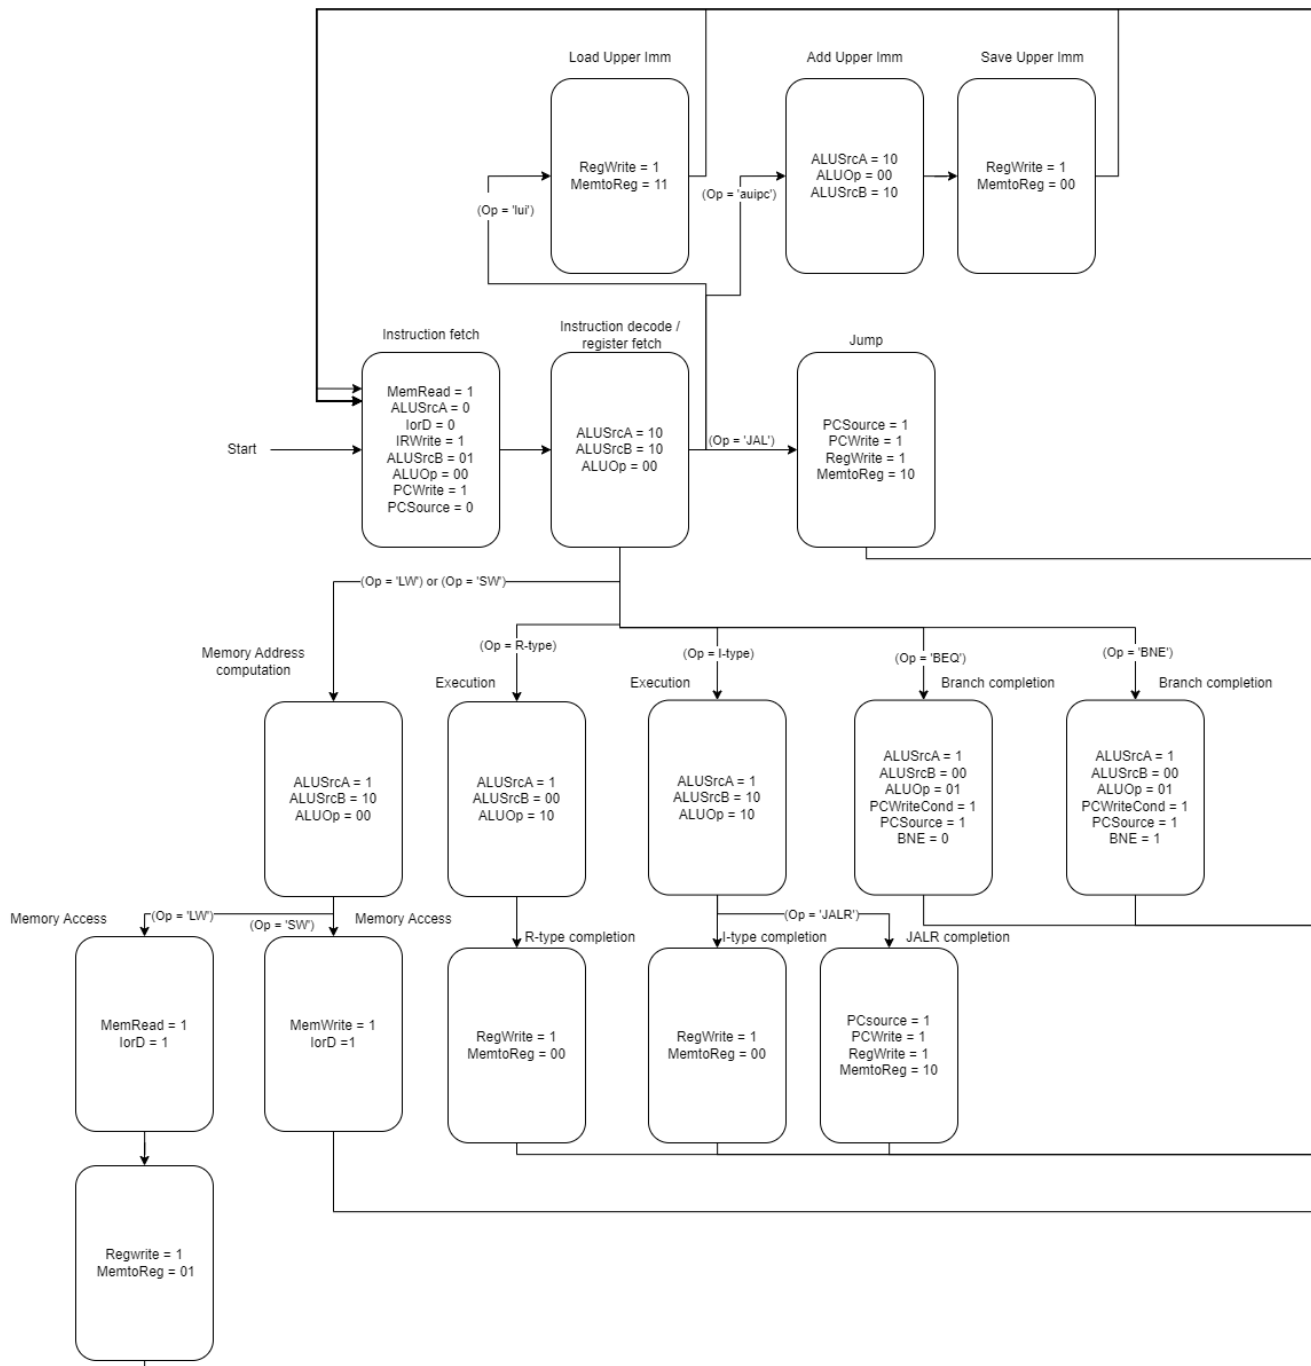 Load Upper Imm
RegWrite = 1
MemtoReg = 11
Add Upper Imm
ALUSrcA = 10
ALUOp = 00
ALUSrcB = 10
Save Upper Imm
RegWrite = 1
MemtoReg = 00
(Op = 'lui')
(Op = 'auipc')
Start
Instruction fetch
MemRead = 1
ALUSrcA = 0
IorD = 0
IRWrite = 1
ALUSrcB = 01
ALUOp = 00
PCWrite = 1
PCSource = 0
Instruction decode /
register fetch
ALUSrcA = 10
ALUSrcB = 10
ALUOp = 00
(Op = 'JAL')
Jump
PCSource = 1
PCWrite = 1
RegWrite = 1
MemtoReg = 10
(Op = 'LW') or (Op = 'SW')
(Op = R-type)
(Op = I-type)
(Op = 'BEQ')
(Op = 'BNE')
Memory Address
computation
ALUSrcA = 1
ALUSrcB = 10
ALUOp = 00
Execution
ALUSrcA = 1
ALUSrcB = 00
ALUOp = 10
Execution
ALUSrcA = 1
ALUSrcB = 10
ALUOp = 10
Branch completion
ALUSrcA = 1
ALUSrcB = 00
ALUOp = 01
PCWriteCond = 1
PCSource = 1
BNE = 0
Branch completion
ALUSrcA = 1
ALUSrcB = 00
ALUOp = 01
PCWriteCond = 1
PCSource = 1
BNE = 1
(Op = 'LW')
(Op = 'SW')
(Op = 'JALR')
Memory Access
MemRead = 1
IorD = 1
Memory Access
MemWrite = 1
IorD =1
R-type completion
RegWrite = 1
MemtoReg = 00
I-type completion
RegWrite = 1
MemtoReg = 00
JALR completion
PCsource = 1
PCWrite = 1
RegWrite = 1
MemtoReg = 10
Regwrite = 1
MemtoReg = 01